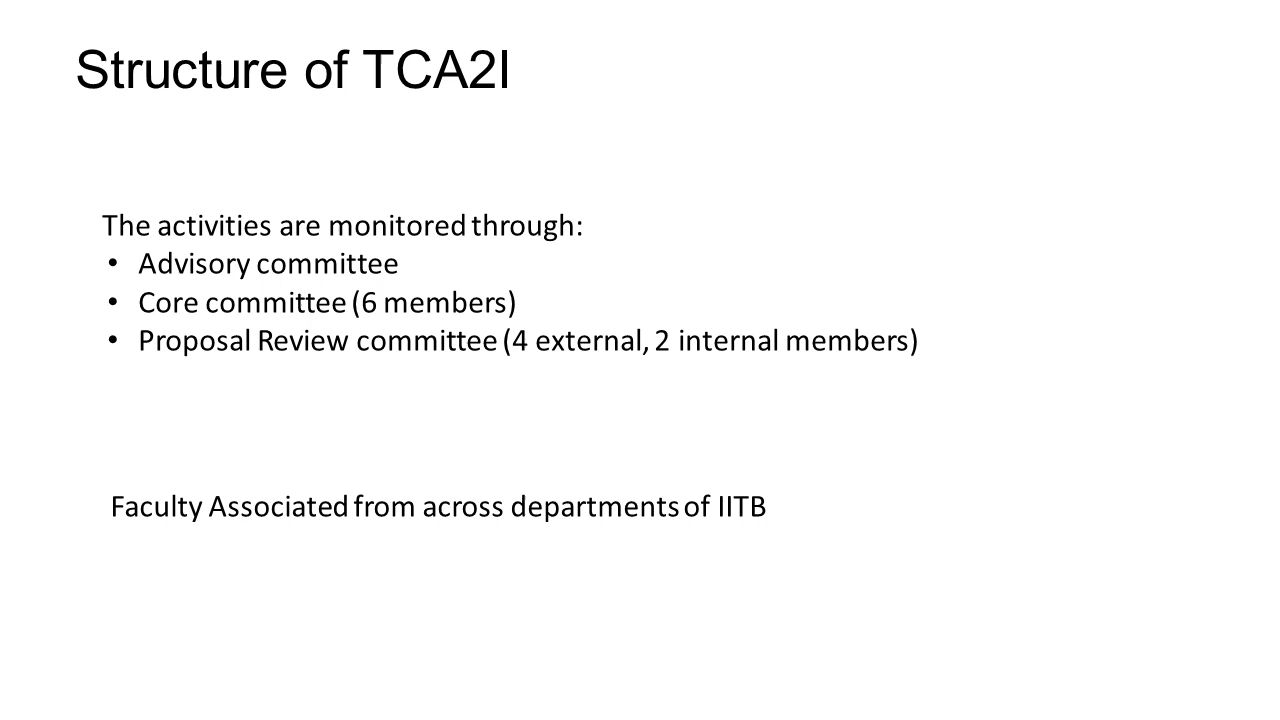 Structure of TCA2I
The activities are monitored through:
• Advisory committee
• Core committee (6 members)
• Proposal Review committee (4 external, 2 internal members)
Faculty Associated from across departments of IITB